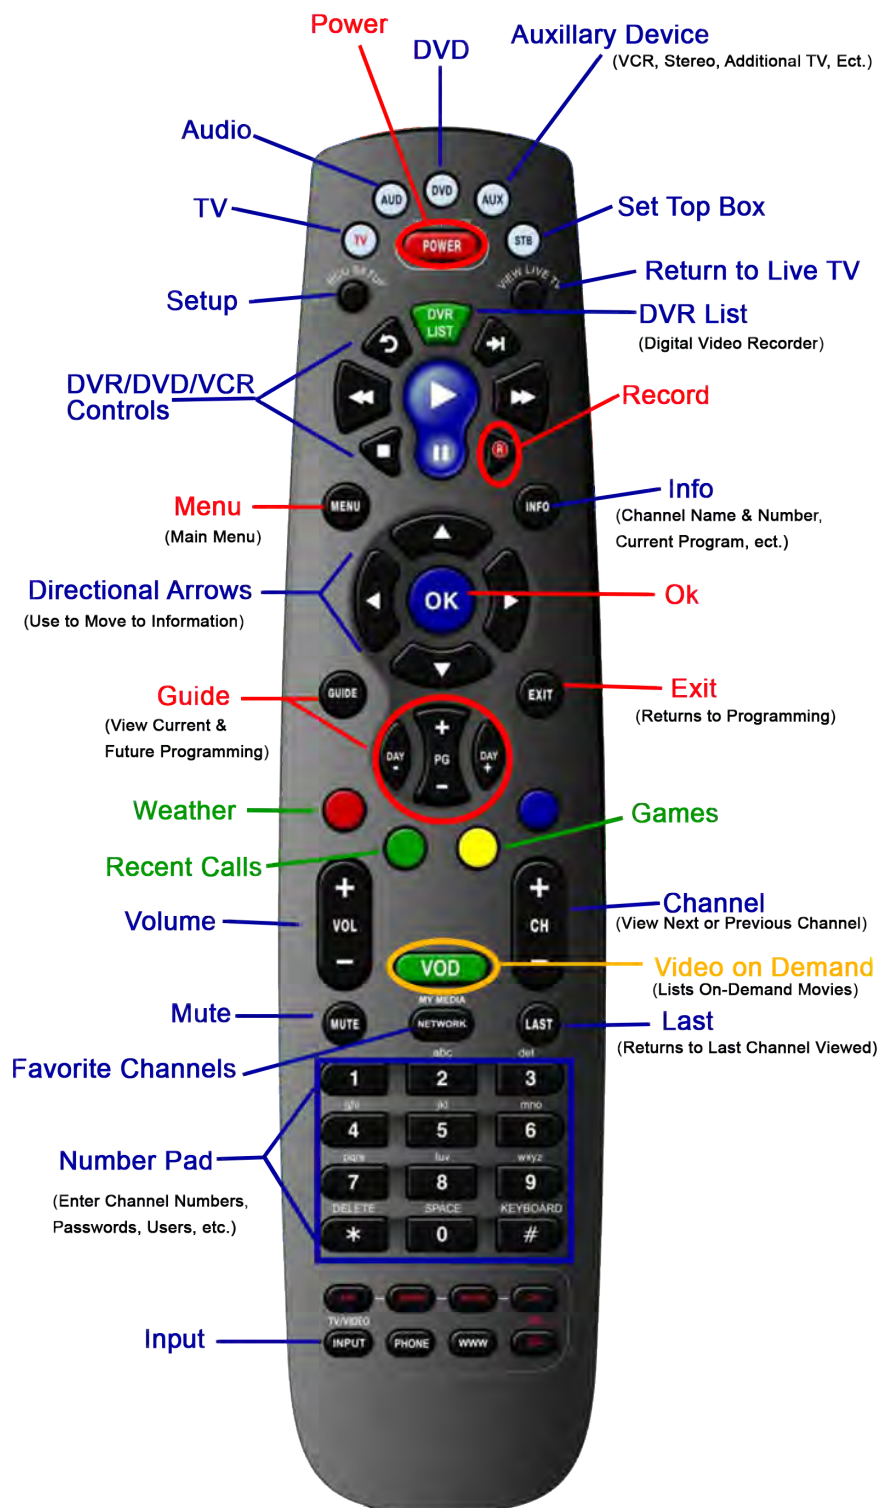 Power
DVD
Auxillary Device
(VCR, Stereo, Additional TV, Ect.)
Audio
AUD
DVD
AUX
TV
Set Top Box
TV
POWER
STB
Return to Live TV
VIEW LIVE TV
Setup
DVR List
(Digital Video Recorder)
DVR
LIST
DVR/DVD/VCR
Controls
Record
R
Menu
(Main Menu)
MENU
INFO
Info
(Channel Name & Number,
Current Program, ect.)
Directional Arrows
(Use to Move to Information)
OK
Ok
Guide
(View Current &
Future Programming)
GUIDE
EXIT
Exit
(Returns to Programming)
DAY
-
+
PG
-
DAY
+
Weather
Games
Recent Calls
Volume
+
VOL
-
+
CH
-
Channel
(View Next or Previous Channel)
VOD
Video on Demand
(Lists On-Demand Movies)
Mute
MUTE
MY MEDIA
NETWORK
LAST
Last
(Returns to Last Channel Viewed)
Favorite Channels
abc
def
1
2
3
ghi
jkl
mno
4
5
6
Number Pad
(Enter Channel Numbers,
Passwords, Users, etc.)
pqrs
tuv
wxyz
7
8
9
DELETE
SPACE
KEYBOARD
*
0
#
TV/VIDEO
Input
INPUT
PHONE
WWW